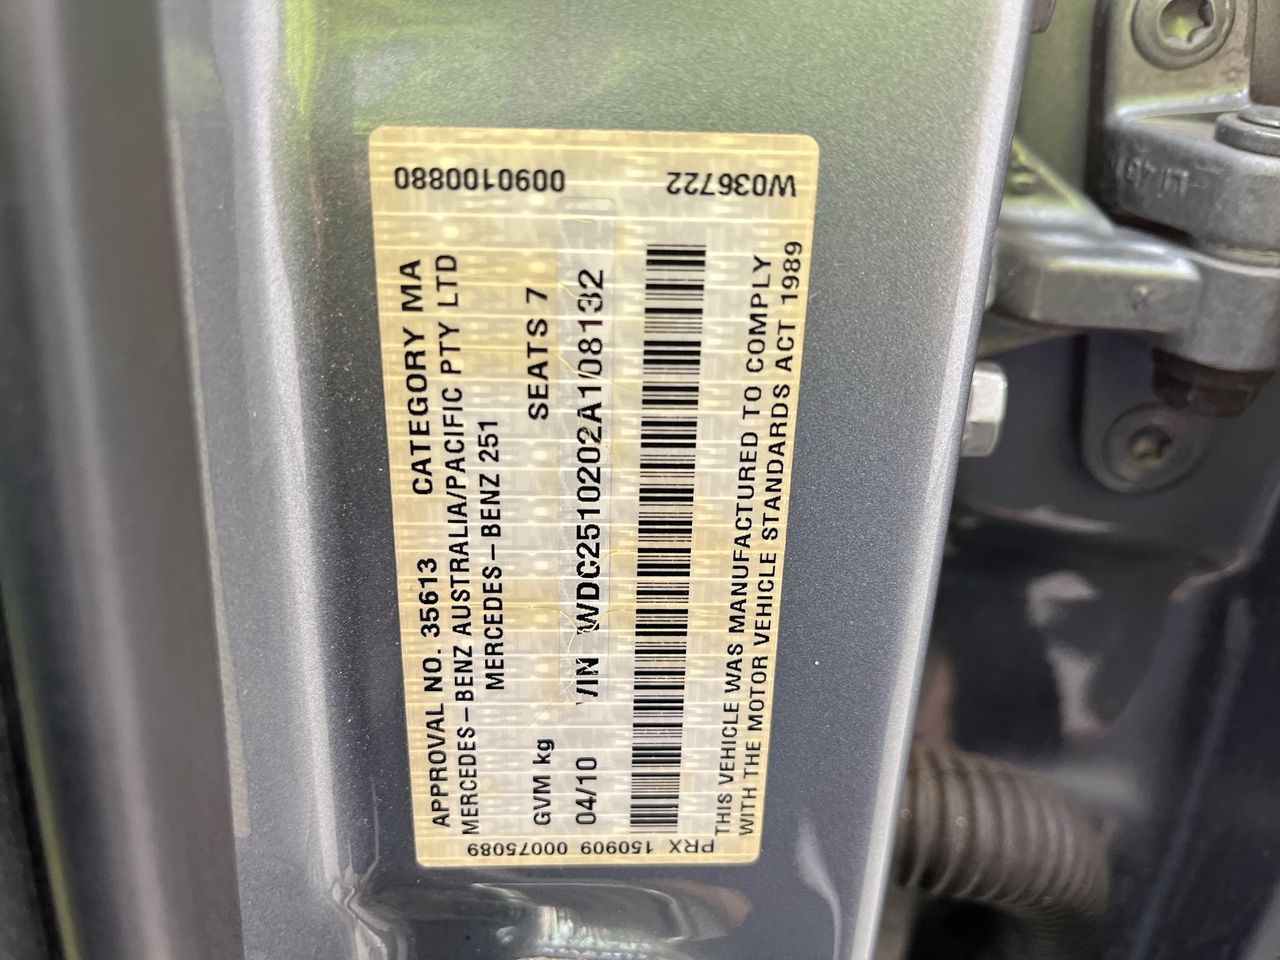 0090100880
W036722
APPROVAL NO. 35613 CATEGORY MA
MERCEDES-BENZ AUSTRALIA/PACIFIC PTY LTD
MERCEDES-BENZ 251
GVM kg SEATS 7
04/10 VIN WDC2510202A108132
THIS VEHICLE WAS MANUFACTURED TO COMPLY
WITH THE MOTOR VEHICLE STANDARDS ACT 1989
PRX 150909 00075089